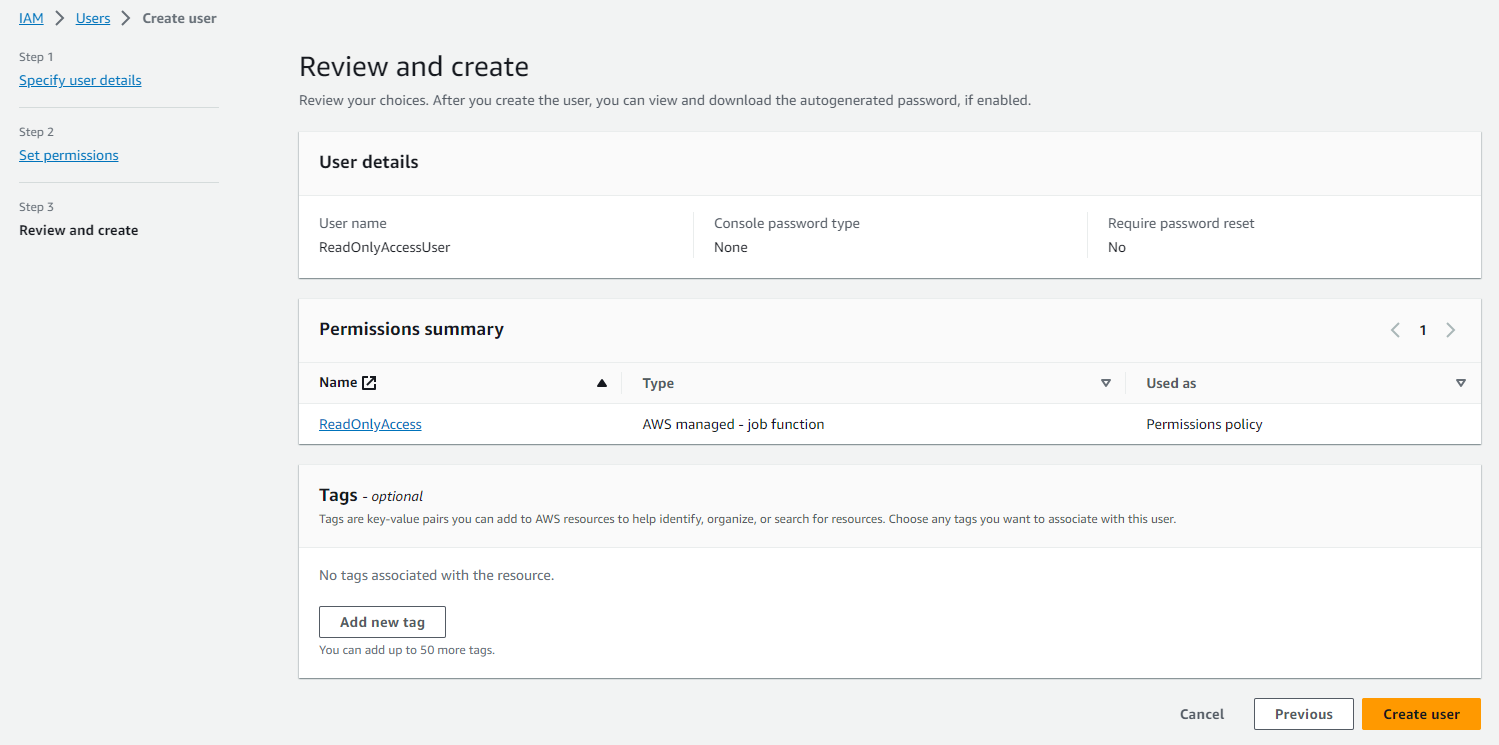 IAM > Users > Create user
Step 1
Specify user details
Step 2
Set permissions
Step 3
Review and create
Review and create
Review your choices. After you create the user, you can view and download the autogenerated password, if enabled.
User details
User name
ReadOnlyAccessUser
Console password type
None
Require password reset
No
Permissions summary
1
Name Type Used as
ReadOnlyAccess AWS managed - job function Permissions policy
Tags - optional
Tags are key-value pairs you can add to AWS resources to help identify, organize, or search for resources. Choose any tags you want to associate with this user.
No tags associated with the resource.
Add new tag
You can add up to 50 more tags.
Cancel Previous Create user